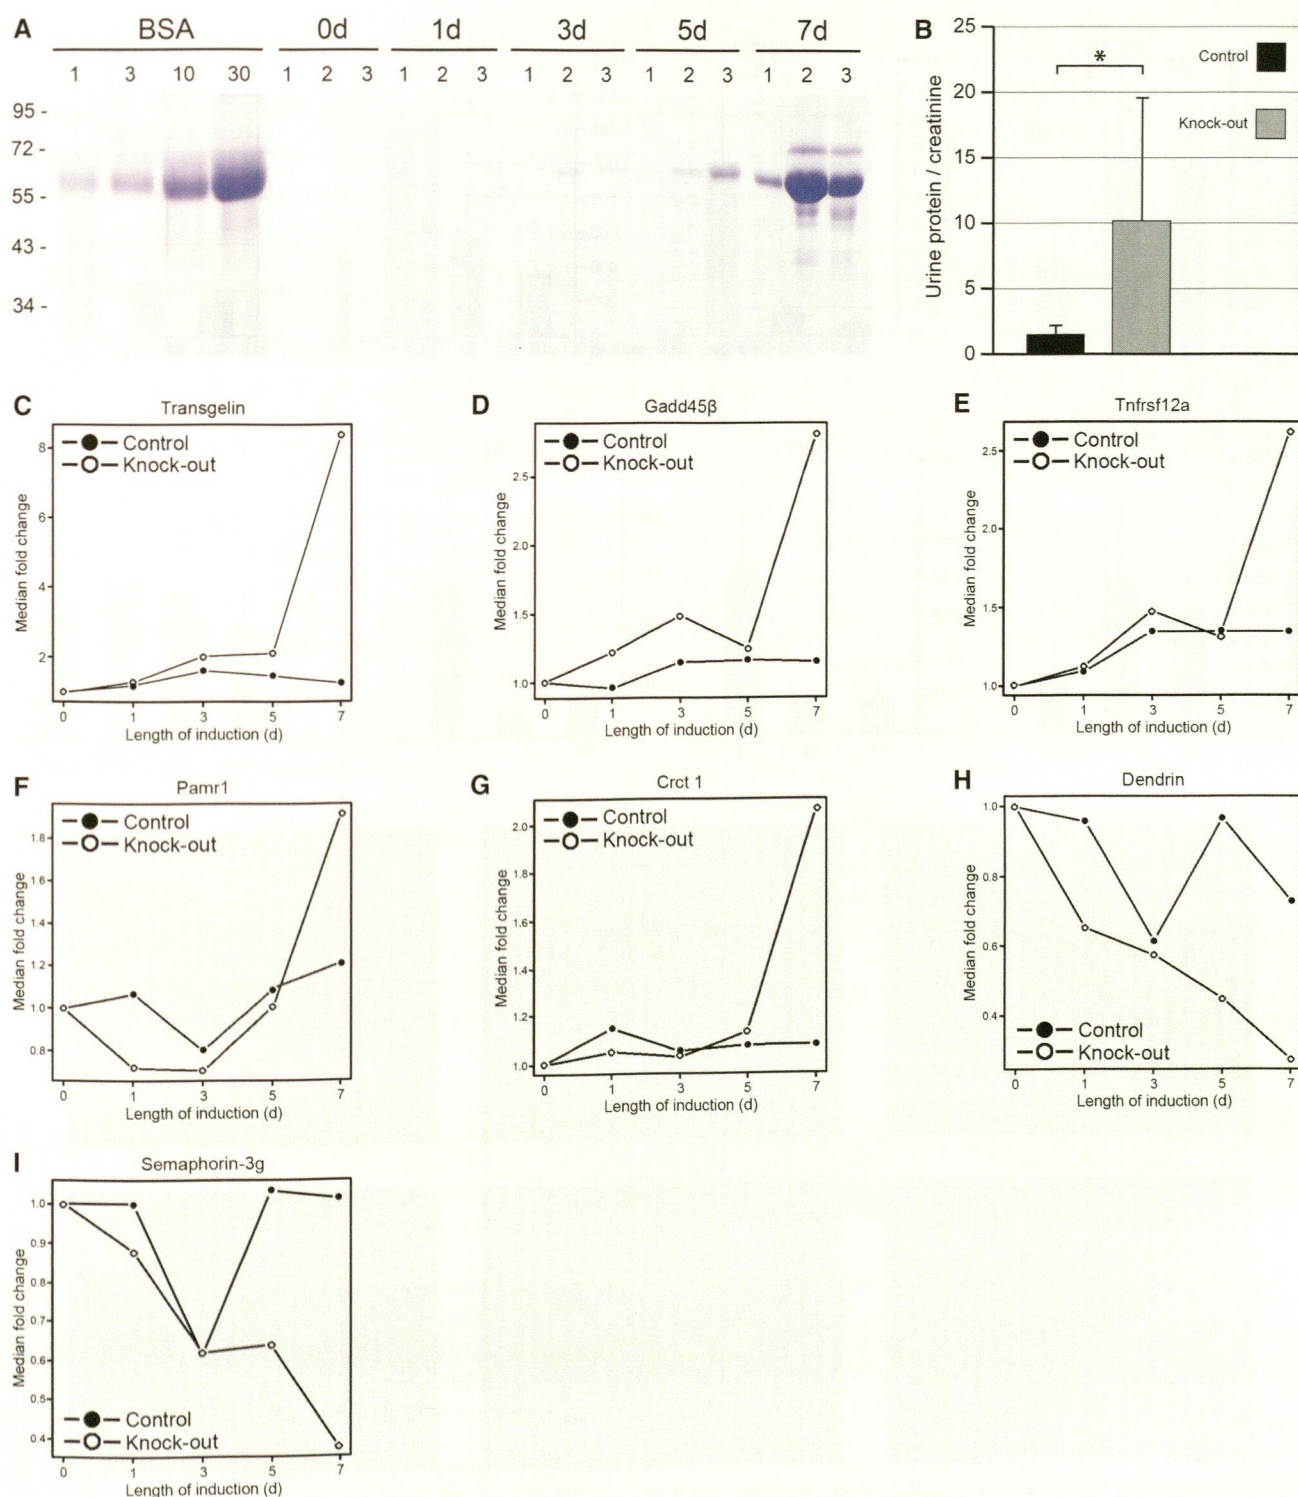 A
BSA 0d 1d 3d 5d 7d
1 3 10 30 1 2 3 1 2 3 1 2 3 1 2 3 1 2 3
95 -
72 -
55 -
43 -
34 -
B
25
20
15
10
5
0
Urine protein / creatinine
*
Control
Knock-out
C
Transgelin
Control
Knock-out
8
6
4
2
Median fold change
0 1 3 5 7
Length of induction (d)
D
Gadd45β
Control
Knock-out
2.5
2.0
1.5
1.0
Median fold change
0 1 3 5 7
Length of induction (d)
E
Tnfrsf12a
Control
Knock-out
2.5
2.0
1.5
1.0
Median fold change
0 1 3 5 7
Length of induction (d)
F
Pamr1
Control
Knock-out
1.8
1.6
1.4
1.2
1.0
0.8
Median fold change
0 1 3 5 7
Length of induction (d)
G
Crct 1
Control
Knock-out
2.0
1.8
1.6
1.4
1.2
1.0
Median fold change
0 1 3 5 7
Length of induction (d)
H
Dendrin
1.0
0.8
0.6
0.4
Median fold change
Control
Knock-out
0 1 3 5 7
Length of induction (d)
I
Semaphorin-3g
1.0
0.9
0.8
0.7
0.6
0.5
0.4
Median fold change
Control
Knock-out
0 1 3 5 7
Length of induction (d)